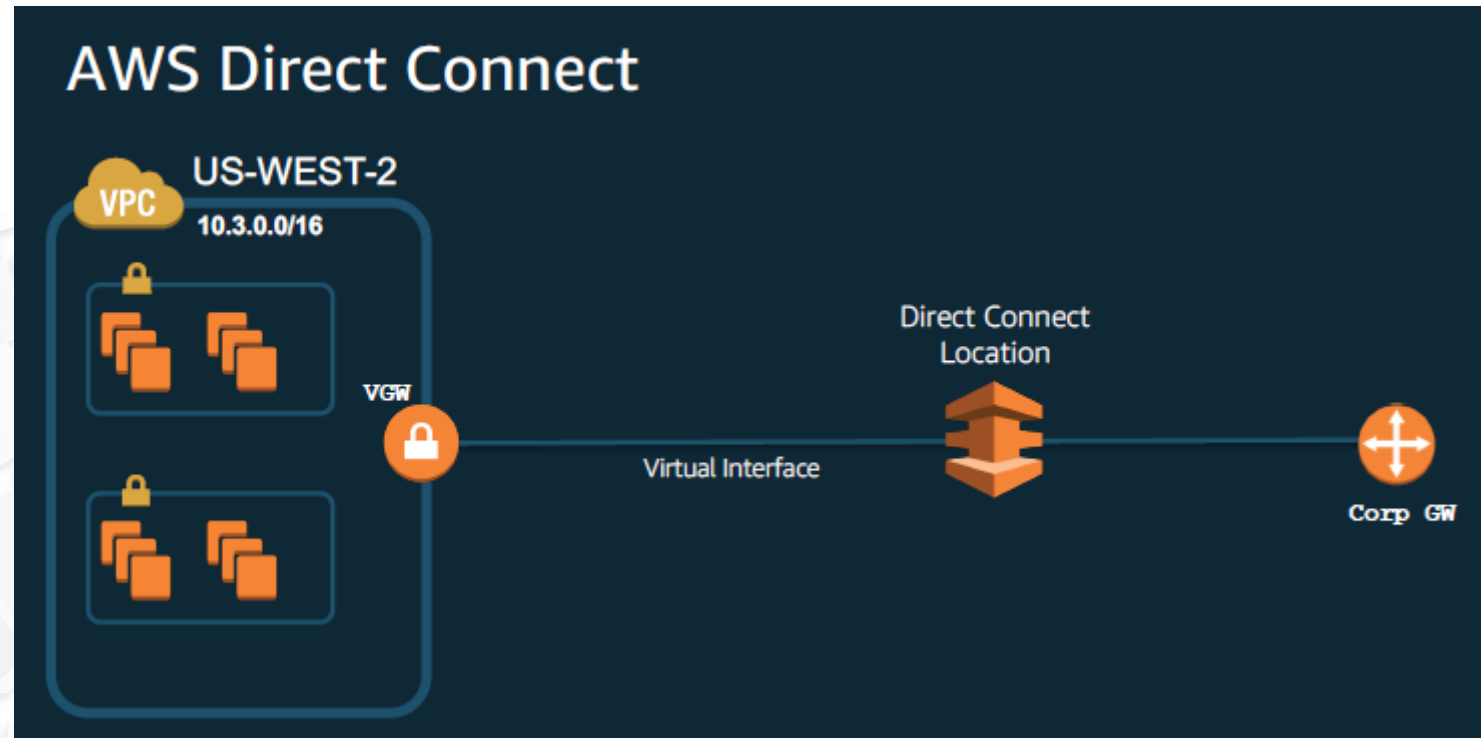 AWS Direct Connect
US-WEST-2
VPC
10.3.0.0/16
Direct Connect
Location
VGW
Virtual Interface
Corp GW